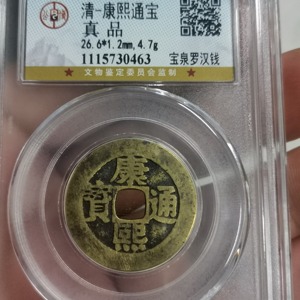 清-康熙通宝
真品
26.6*1.2mm,4.7g
1115730463
宝泉罗汉钱
文物鉴定委员会监制
康熙通寳